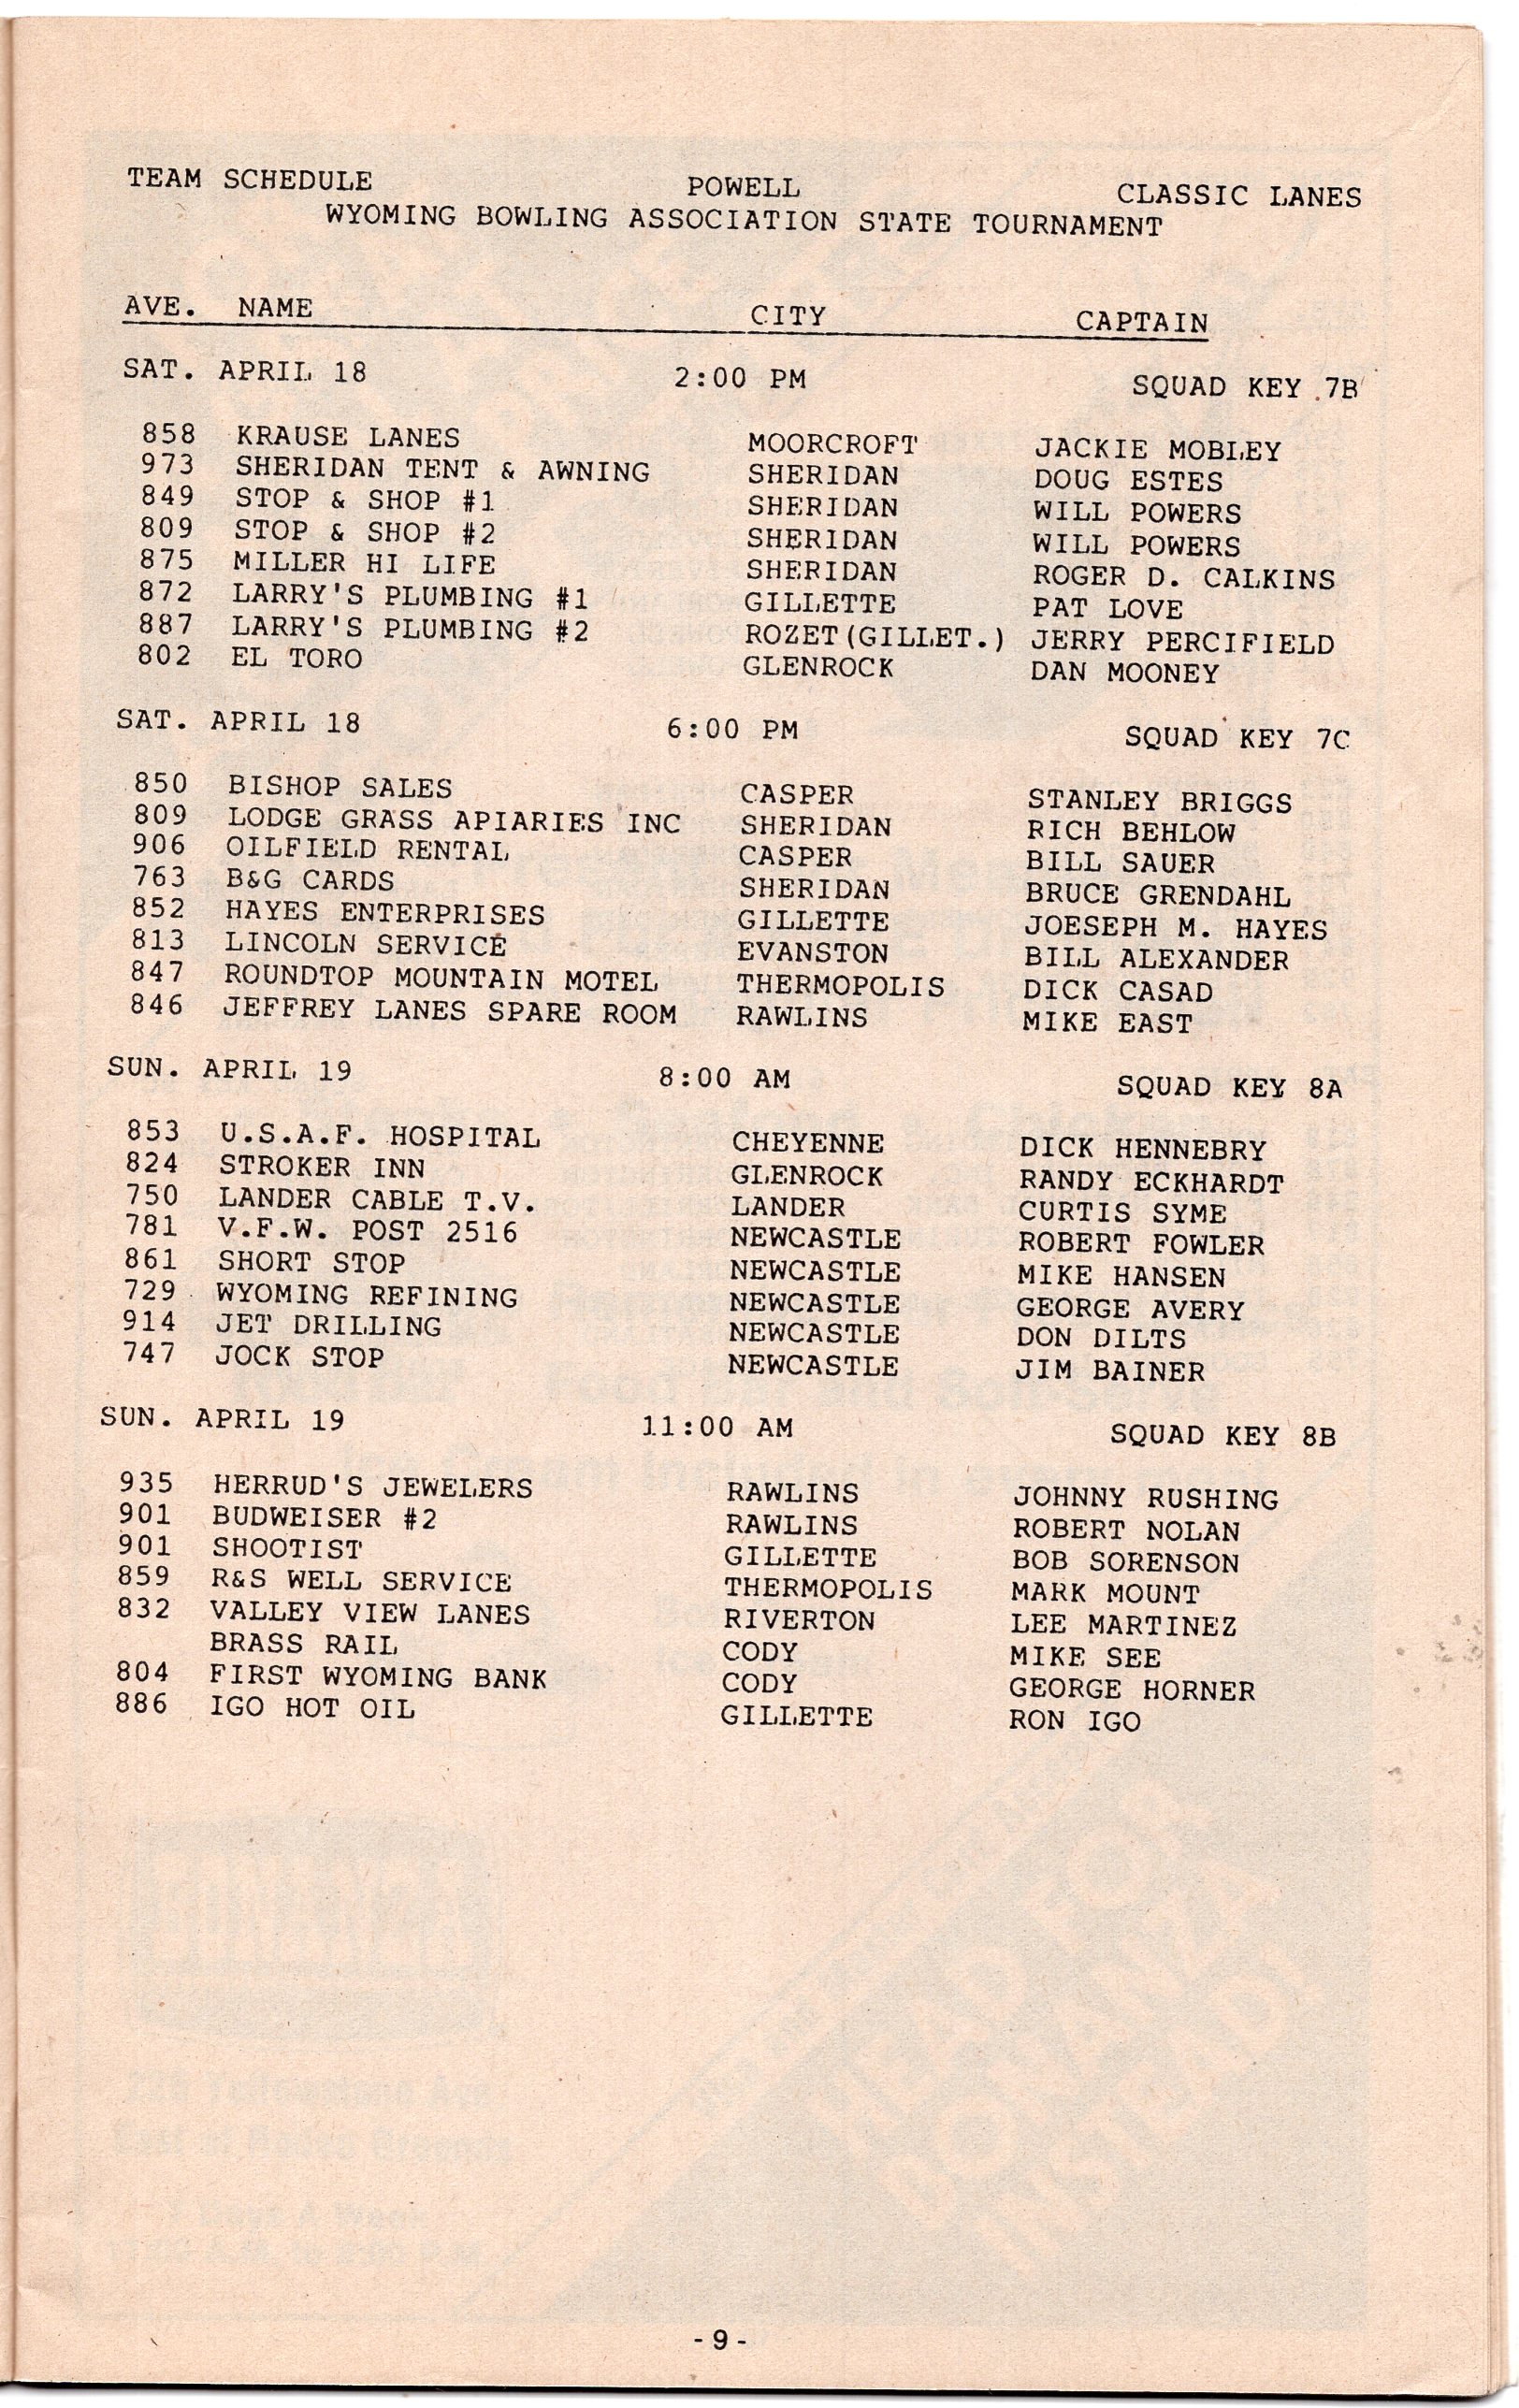 TEAM SCHEDULE POWELL CLASSIC LANES
WYOMING BOWLING ASSOCIATION STATE TOURNAMENT
AVE. NAME CITY CAPTAIN
SAT. APRIL 18 2:00 PM SQUAD KEY 7B
858 KRAUSE LANES MOORCROFT JACKIE MOBLEY
973 SHERIDAN TENT & AWNING SHERIDAN DOUG ESTES
849 STOP & SHOP #1 SHERIDAN WILL POWERS
809 STOP & SHOP #2 SHERIDAN WILL POWERS
875 MILLER HI LIFE SHERIDAN ROGER D. CALKINS
872 LARRY'S PLUMBING #1 GILLETTE PAT LOVE
887 LARRY'S PLUMBING #2 ROZET(GILLET.) JERRY PERCIFIELD
802 EL TORO GLENROCK DAN MOONEY
SAT. APRIL 18 6:00 PM SQUAD KEY 7C
850 BISHOP SALES CASPER STANLEY BRIGGS
809 LODGE GRASS APIARIES INC SHERIDAN RICH BEHLOW
906 OILFIELD RENTAL CASPER BILL SAUER
763 B&G CARDS SHERIDAN BRUCE GRENDAHL
852 HAYES ENTERPRISES GILLETTE JOESEPH M. HAYES
813 LINCOLN SERVICE EVANSTON BILL ALEXANDER
847 ROUNDTOP MOUNTAIN MOTEL THERMOPOLIS DICK CASAD
846 JEFFREY LANES SPARE ROOM RAWLINS MIKE EAST
SUN. APRIL 19 8:00 AM SQUAD KEY 8A
853 U.S.A.F. HOSPITAL CHEYENNE DICK HENNEBRY
824 STROKER INN GLENROCK RANDY ECKHARDT
750 LANDER CABLE T.V. LANDER CURTIS SYME
781 V.F.W. POST 2516 NEWCASTLE ROBERT FOWLER
861 SHORT STOP NEWCASTLE MIKE HANSEN
729 WYOMING REFINING NEWCASTLE GEORGE AVERY
914 JET DRILLING NEWCASTLE DON DILTS
747 JOCK STOP NEWCASTLE JIM BAINER
SUN. APRIL 19 11:00 AM SQUAD KEY 8B
935 HERRUD'S JEWELERS RAWLINS JOHNNY RUSHING
901 BUDWEISER #2 RAWLINS ROBERT NOLAN
901 SHOOTIST GILLETTE BOB SORENSON
859 R&S WELL SERVICE THERMOPOLIS MARK MOUNT
832 VALLEY VIEW LANES RIVERTON LEE MARTINEZ
BRASS RAIL CODY MIKE SEE
804 FIRST WYOMING BANK CODY GEORGE HORNER
886 IGO HOT OIL GILLETTE RON IGO
-9-